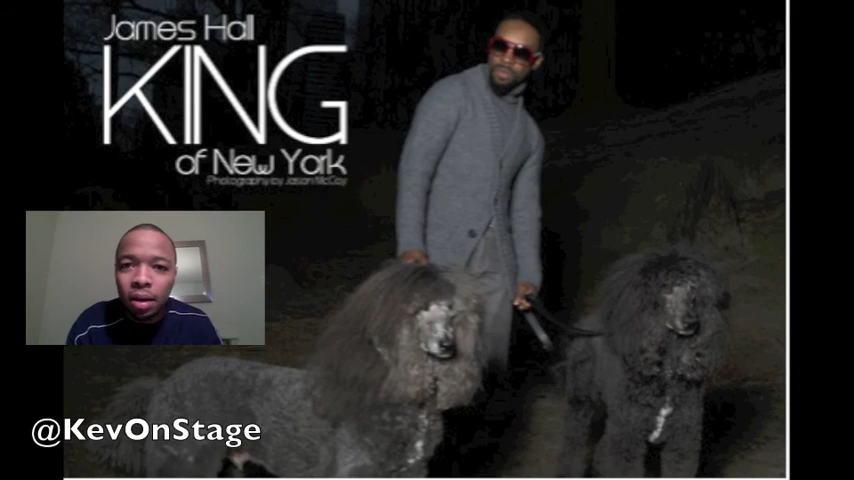 James Hall
KING
of New York
Photography by Jason McCoy
@KevOnStage